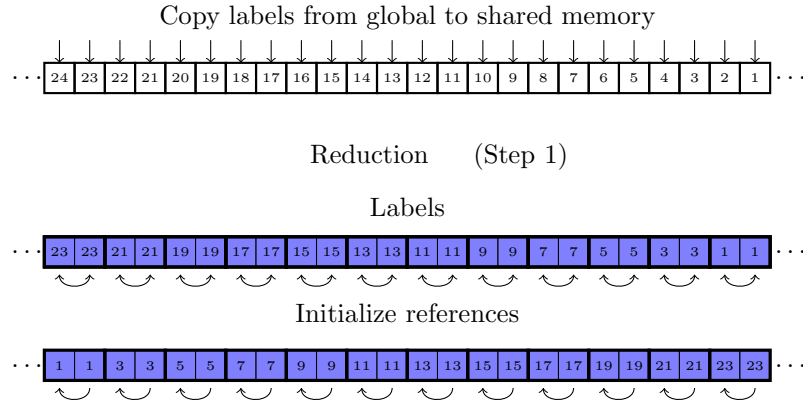 Copy labels from global to shared memory
··· 24 23 22 21 20 19 18 17 16 15 14 13 12 11 10 9 8 7 6 5 4 3 2 1 ···
Reduction (Step 1)
Labels
··· 23 23 21 21 19 19 17 17 15 15 13 13 11 11 9 9 7 7 5 5 3 3 1 1 ···
Initialize references
··· 1 1 3 3 5 5 7 7 9 9 11 11 13 13 15 15 17 17 19 19 21 21 23 23 ···